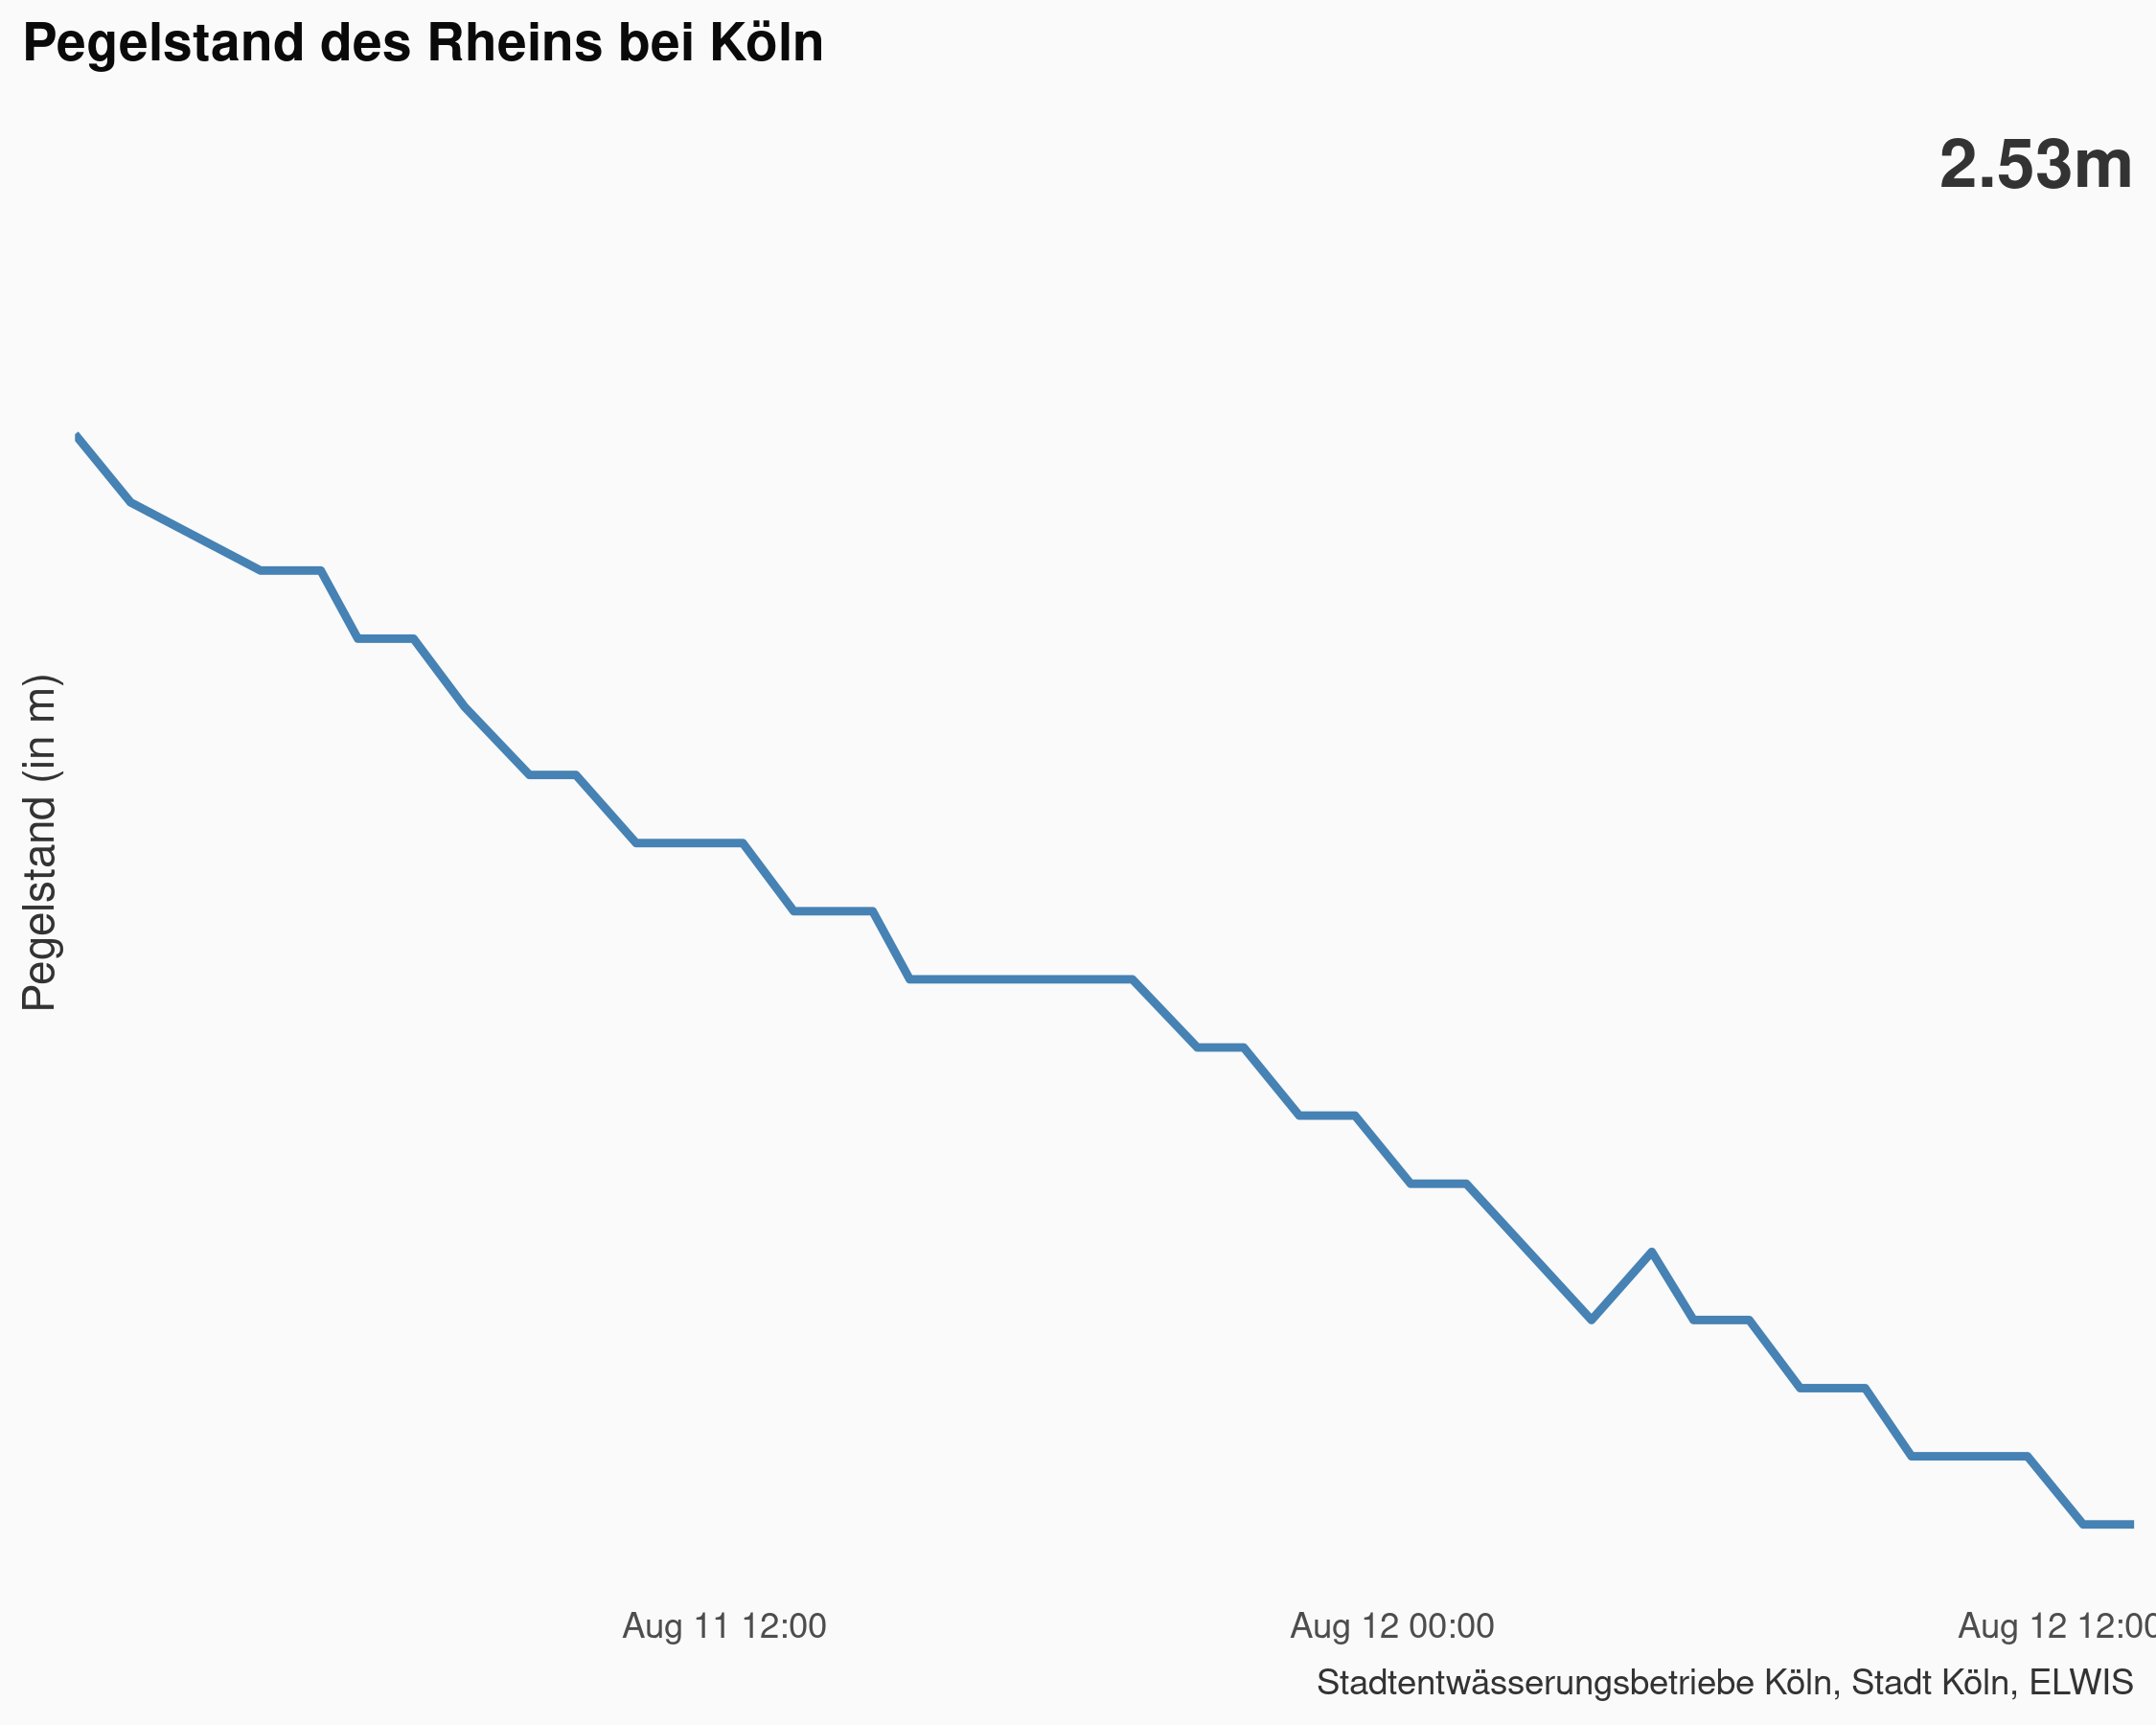 Pegelstand des Rheins bei Köln
2.53m
Pegelstand (in m)
Aug 11 12:00
Aug 12 00:00
Aug 12 12:00
Stadtentwässerungsbetriebe Köln, Stadt Köln, ELWIS